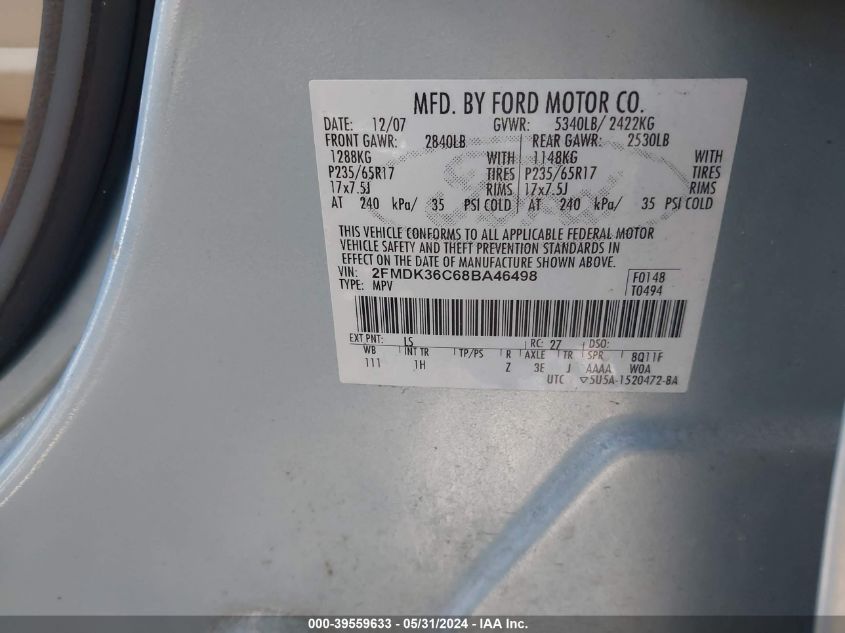 MFD. BY FORD MOTOR CO.
DATE: 12/07 GVWR: 5340LB/ 2422KG
FRONT GAWR: 2840LB REAR GAWR: 2530LB
1288KG WITH 1148KG WITH
P235/65R17 TIRES P235/65R17 TIRES
17x7.5J RIMS 17x7.5J RIMS
AT 240 kPa/ 35 PSI COLD AT 240 kPa/ 35 PSI COLD
THIS VEHICLE CONFORMS TO ALL APPLICABLE FEDERAL MOTOR
VEHICLE SAFETY AND THEFT PREVENTION STANDARDS IN
EFFECT ON THE DATE OF MANUFACTURE SHOWN ABOVE.
VIN: 2FMDK36C68BA46498 F0148
TYPE: MPV T0494
EXT PNT: LS RC: 27 DSO:
WB INT TR TP/PS R AXLE TR SPR 8Q11F
111 1H Z 3E J AAAA W0A
UTC ▽5U5A-1520472-BA
Ford
000-39559633 - 05/31/2024 - IAA Inc.